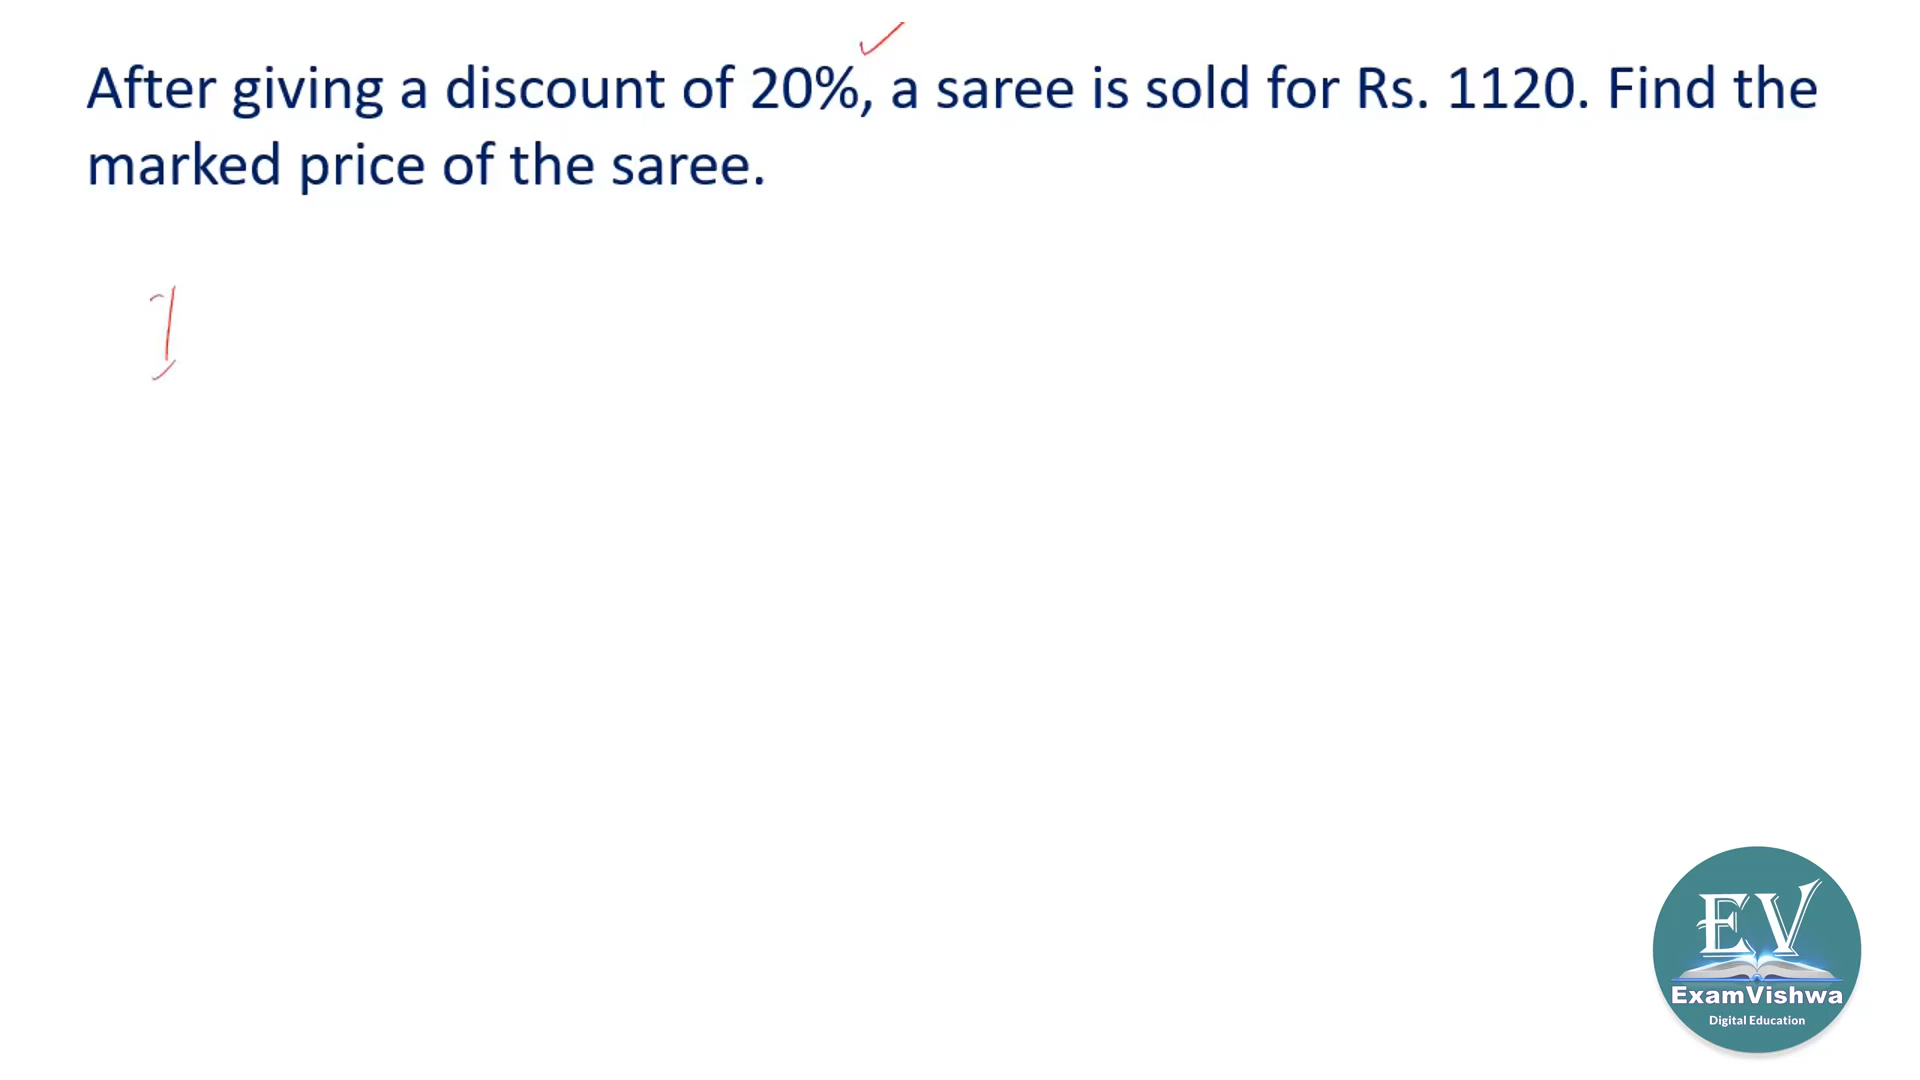 After giving a discount of 20%, a saree is sold for Rs. 1120. Find the
marked price of the saree.
EV
ExamVishwa
Digital Education